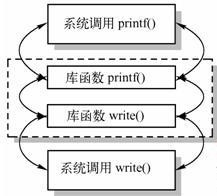 系统调用 printf()
库函数 printf()
库函数 write()
系统调用 write()